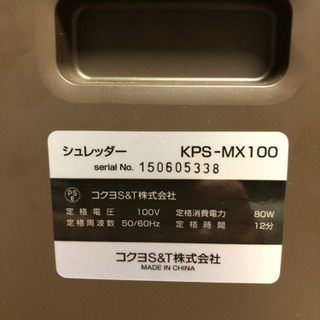 シュレッダー KPS-MX100
serial No. 150605338
PS E コクヨS&T株式会社
定格電圧 100V 定格消費電力 80W
定格周波数 50/60Hz 定格時間 12分
コクヨS&T株式会社
MADE IN CHINA